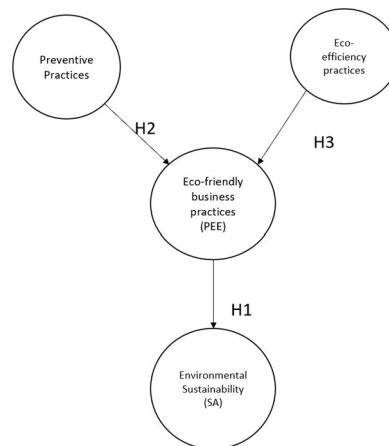 Preventive
Practices
Eco-
efficiency
practices
H2
H3
Eco-friendly
business
practices
(PEE)
H1
Environmental
Sustainability
(SA)